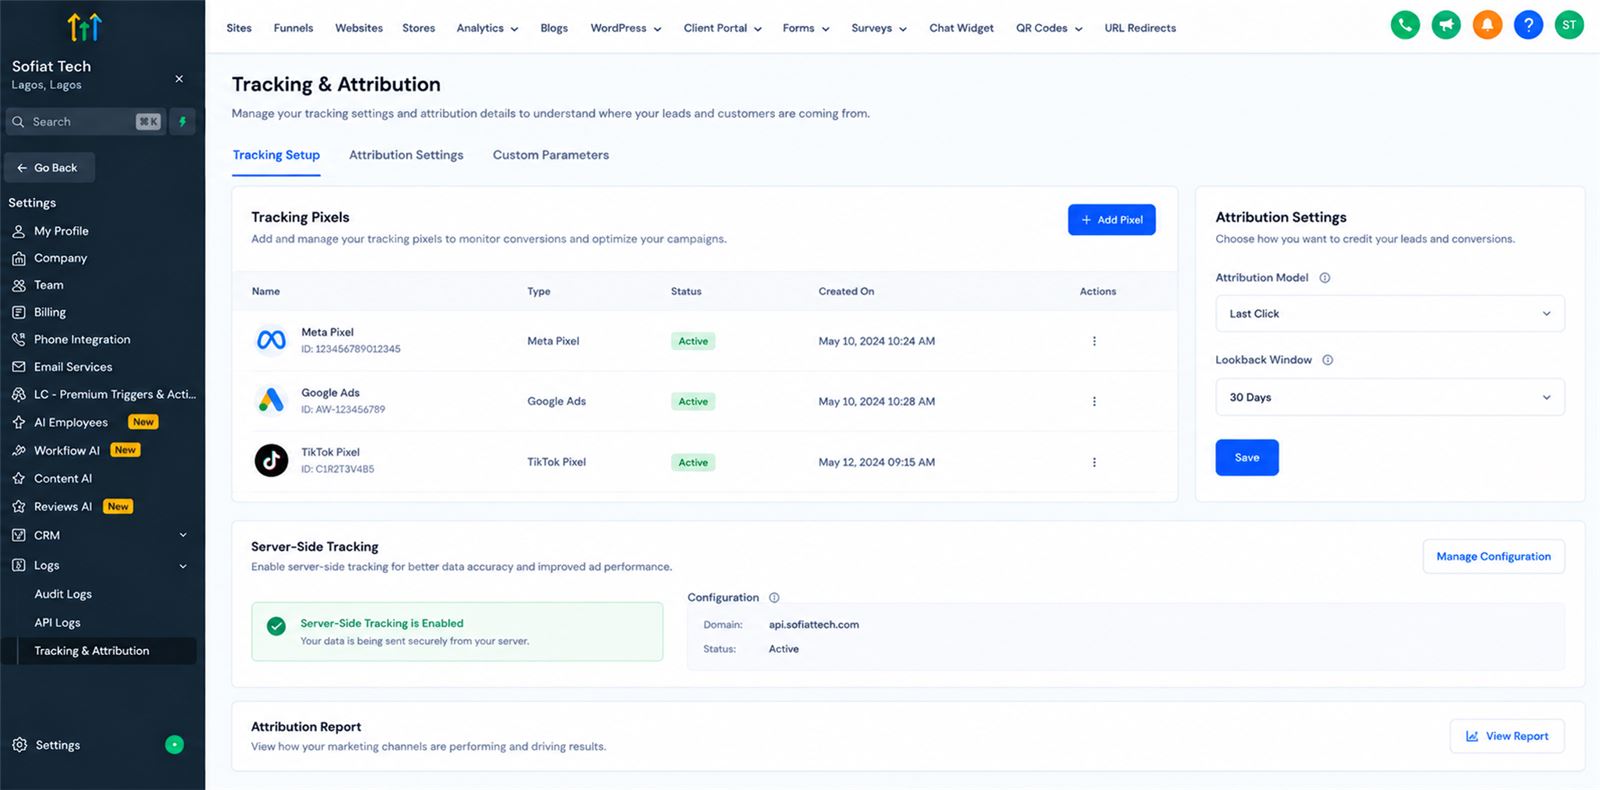 Sofiat Tech
Lagos, Lagos
Search
⌘ K
Go Back
Settings
My Profile
Company
Team
Billing
Phone Integration
Email Services
LC - Premium Triggers & Acti...
AI Employees New
Workflow AI New
Content AI
Reviews AI New
CRM
Logs
Audit Logs
API Logs
Tracking & Attribution
Settings
Sites Funnels Websites Stores Analytics Blogs WordPress Client Portal Forms Surveys Chat Widget QR Codes URL Redirects
? ST
Tracking & Attribution
Manage your tracking settings and attribution details to understand where your leads and customers are coming from.
Tracking Setup Attribution Settings Custom Parameters
Tracking Pixels
Add and manage your tracking pixels to monitor conversions and optimize your campaigns.
+ Add Pixel
Name Type Status Created On Actions
Meta Pixel
ID: 123456789012345
Meta Pixel Active May 10, 2024 10:24 AM
Google Ads
ID: AW-123456789
Google Ads Active May 10, 2024 10:28 AM
TikTok Pixel
ID: C1R2T3V4B5
TikTok Pixel Active May 12, 2024 09:15 AM
Attribution Settings
Choose how you want to credit your leads and conversions.
Attribution Model
Last Click
Lookback Window
30 Days
Save
Server-Side Tracking
Enable server-side tracking for better data accuracy and improved ad performance.
Manage Configuration
Server-Side Tracking is Enabled
Your data is being sent securely from your server.
Configuration
Domain: api.sofiattech.com
Status: Active
Attribution Report
View how your marketing channels are performing and driving results.
View Report